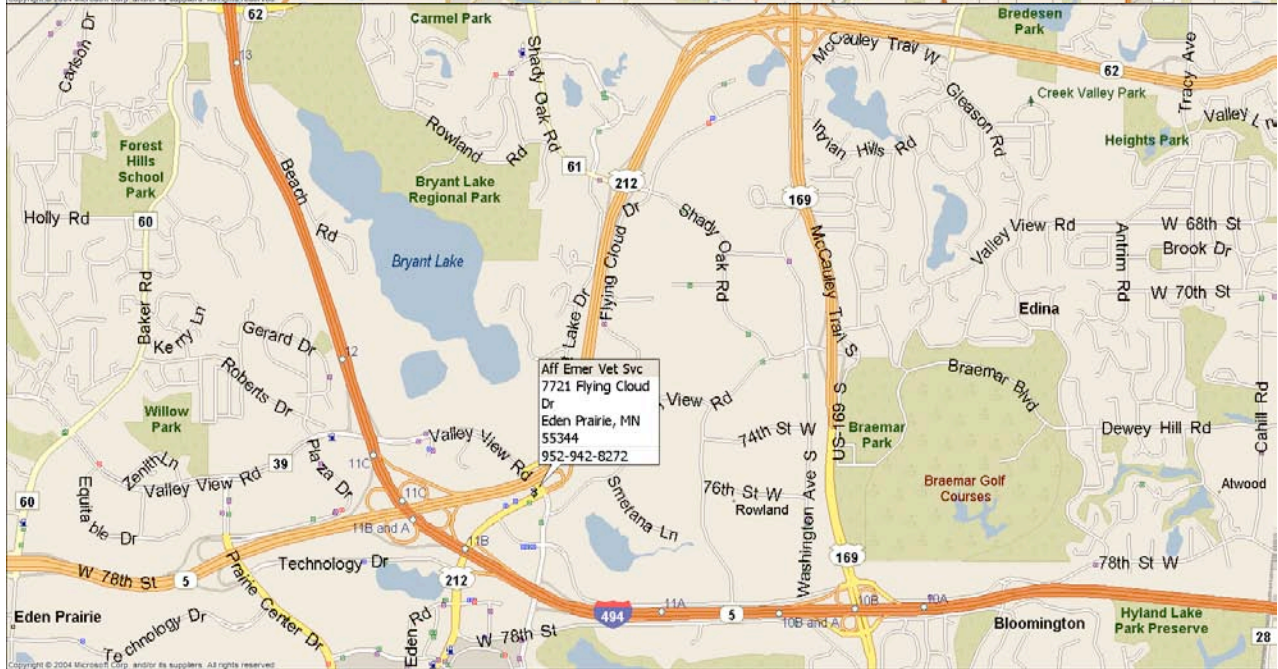 62
Carmel Park
Bredesen
Park
Carlson Dr
13
Shady Oak Rd
McCauley Trail W
62
Tracy Ave
Creek Valley Park
Gleason Rd
Valley Ln
Rowland Rd
Indian Hills Rd
Heights Park
Forest
Hills
School
Park
Beach Rd
61
212
Bryant Lake
Regional Park
169
Holly Rd
60
Shady Oak Rd
Valley View Rd
W 68th St
Brook Dr
Antrim Rd
Bryant Lake
Flying Cloud Dr
McCauley Trail S
W 70th St
Baker Rd
Lake Dr
Edina
Kerry Ln
Gerard Dr
12
Aff Emer Vet Svc
7721 Flying Cloud
Dr
Eden Prairie, MN
55344
952-942-8272
Roberts Dr
Braemar Blvd
View Rd
US-169 S
Willow
Park
Valley View Rd
74th St W
Braemar
Park
Dewey Hill Rd
Cahill Rd
Plaza Dr
11C
39
Zenith Ln
Valley View Rd
11C
Smetana Ln
76th St W
Rowland
Washington Ave S
Braemar Golf
Courses
Atwood
60
Equitable Dr
11B and A
11B
Technology Dr
169
78th St W
W 78th St
5
Prairie Center Dr
212
494
11A
5
10B and A
10B
10A
Eden Prairie
Technology Dr
Eden Rd
W 78th St
Bloomington
Hyland Lake
Park Preserve
28
Copyright © 2004 Microsoft Corp. and/or its suppliers. All rights reserved.